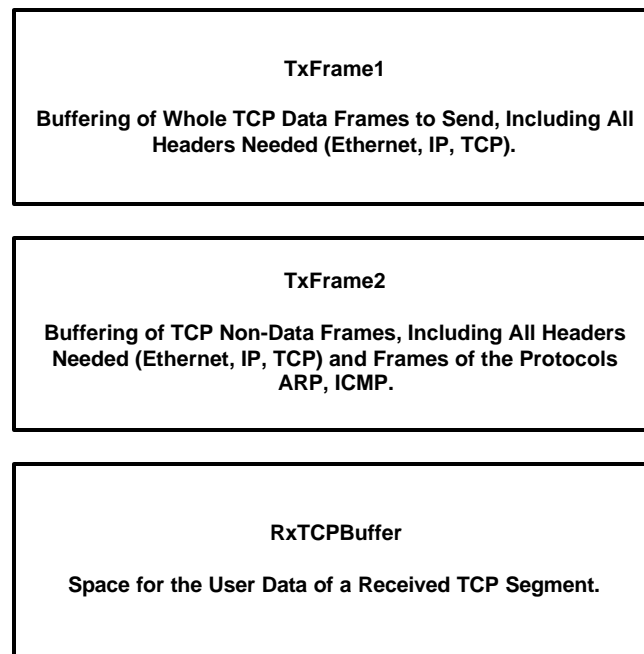 TxFrame1
Buffering of Whole TCP Data Frames to Send, Including All
Headers Needed (Ethernet, IP, TCP).
TxFrame2
Buffering of TCP Non-Data Frames, Including All Headers
Needed (Ethernet, IP, TCP) and Frames of the Protocols
ARP, ICMP.
RxTCPBuffer
Space for the User Data of a Received TCP Segment.